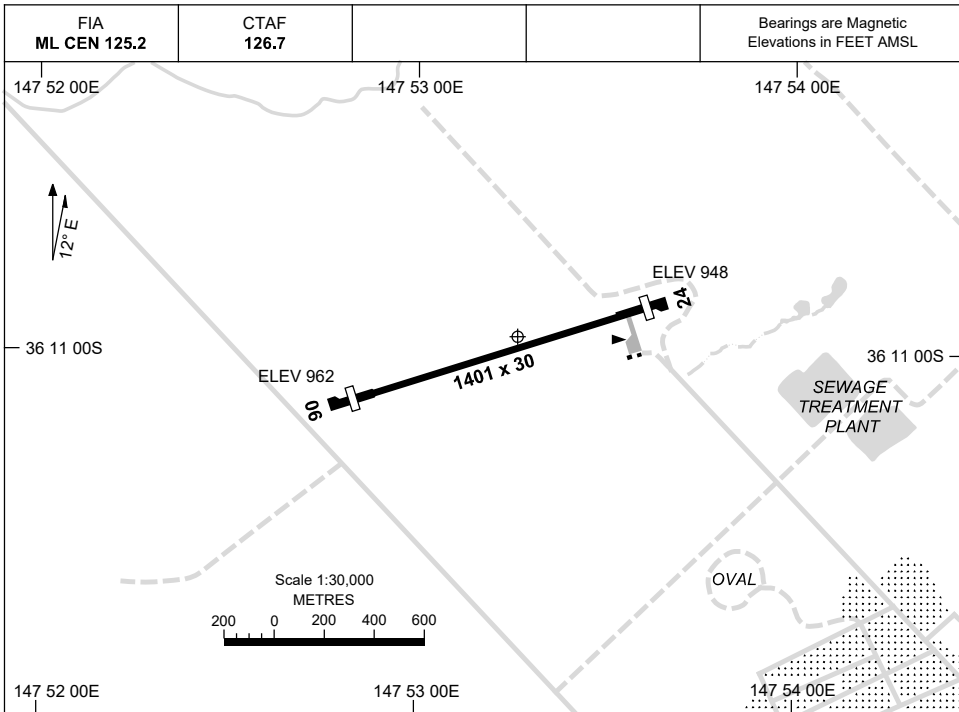 FIA
ML CEN 125.2
CTAF
126.7
Bearings are Magnetic
Elevations in FEET AMSL
147 52 00E
147 53 00E
147 54 00E
12° E
ELEV 948
24
36 11 00S
36 11 00S
ELEV 962
1401 x 30
06
SEWAGE
TREATMENT
PLANT
Scale 1:30,000
METRES
200 0 200 400 600
OVAL
147 52 00E
147 53 00E
147 54 00E